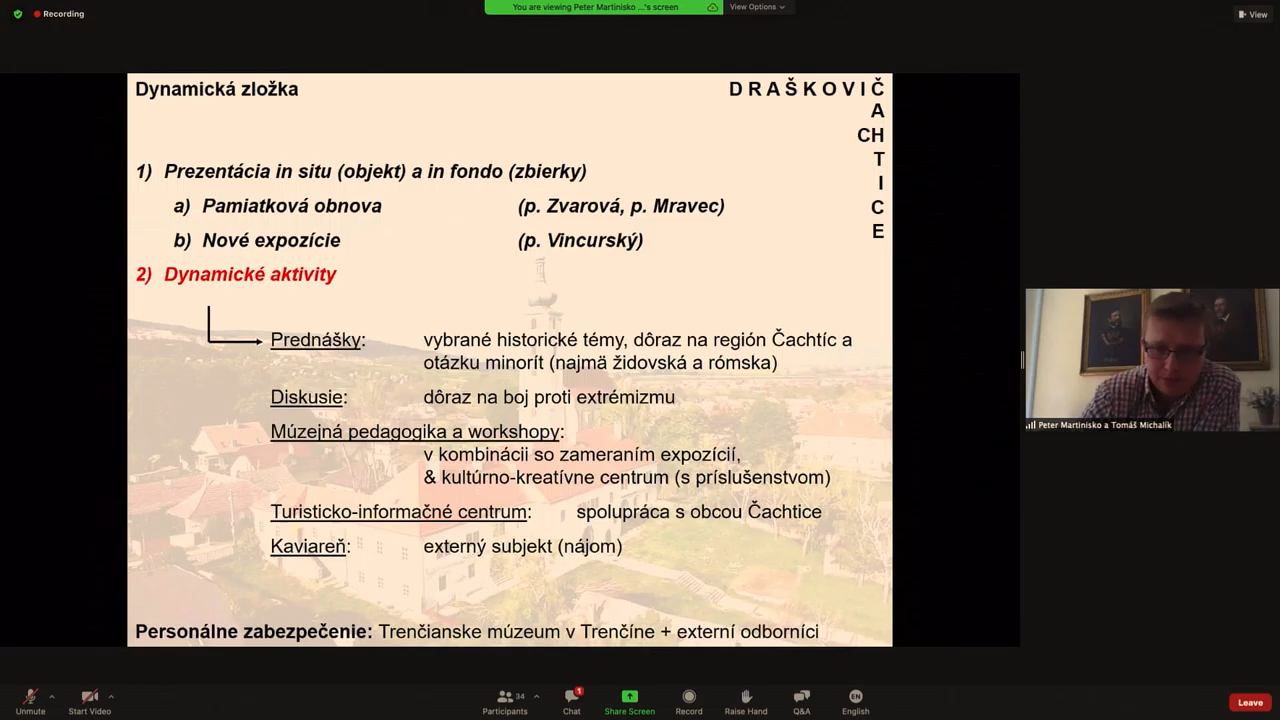 Recording
You are viewing Peter Martinisko ...'s screen
View Options
View
Dynamická zložka
DRAŠKOVIČ
A
CH
T
I
C
E
1) Prezentácia in situ (objekt) a in fondo (zbierky)
a) Pamiatková obnova (p. Zvarová, p. Mravec)
b) Nové expozície (p. Vincurský)
2) Dynamické aktivity
Prednášky: vybrané historické témy, dôraz na región Čachtíc a
otázku minorít (najmä židovská a rómska)
Diskusie: dôraz na boj proti extrémizmu
Múzejná pedagogika a workshopy:
v kombinácii so zameraním expozícií,
& kultúrno-kreatívne centrum (s príslušenstvom)
Turisticko-informačné centrum: spolupráca s obcou Čachtice
Kaviareň: externý subjekt (nájom)
Personálne zabezpečenie: Trenčianske múzeum v Trenčíne + externí odborníci
Peter Martinisko a Tomáš Michalík
Unmute
Start Video
34
Participants
1
Chat
Share Screen
Record
Raise Hand
Q&A
EN
English
Leave